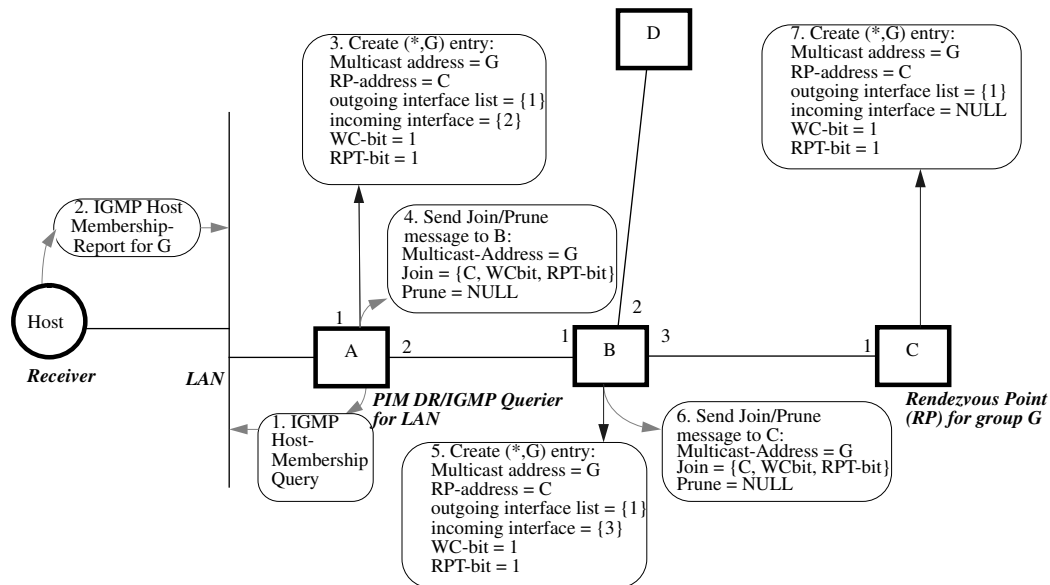 3. Create (*,G) entry:
Multicast address = G
RP-address = C
outgoing interface list = {1}
incoming interface = {2}
WC-bit = 1
RPT-bit = 1
D
7. Create (*,G) entry:
Multicast address = G
RP-address = C
outgoing interface list = {1}
incoming interface = NULL
WC-bit = 1
RPT-bit = 1
2. IGMP Host
Membership-
Report for G
4. Send Join/Prune
message to B:
Multicast-Address = G
Join = {C, WCbit, RPT-bit}
Prune = NULL
Host
Receiver
LAN
1
A
2
1
B
2
3
1
C
PIM DR/IGMP Querier
for LAN
Rendezvous Point
(RP) for group G
1. IGMP
Host-
Membership
Query
5. Create (*,G) entry:
Multicast address = G
RP-address = C
outgoing interface list = {1}
incoming interface = {3}
WC-bit = 1
RPT-bit = 1
6. Send Join/Prune
message to C:
Multicast-Address = G
Join = {C, WCbit, RPT-bit}
Prune = NULL